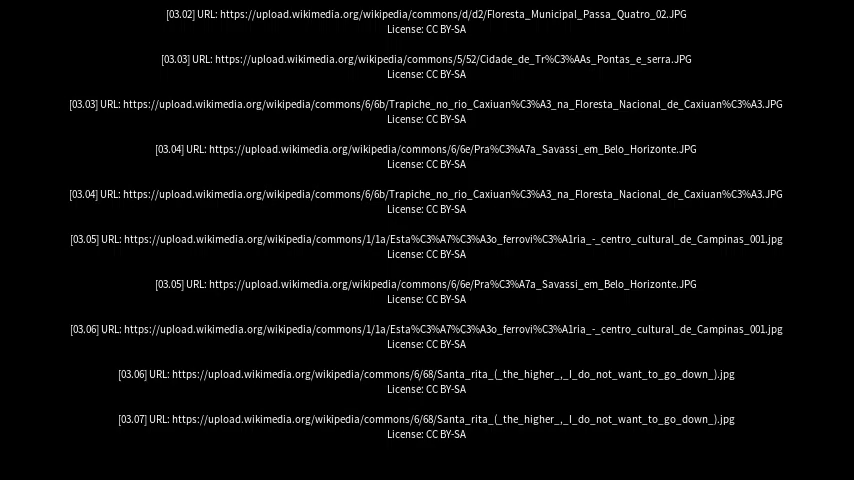 [03.02] URL: https://upload.wikimedia.org/wikipedia/commons/d/d2/Floresta_Municipal_Passa_Quatro_02.JPG
License: CC BY-SA
[03.03] URL: https://upload.wikimedia.org/wikipedia/commons/5/52/Cidade_de_Tr%C3%AAs_Pontas_e_serra.JPG
License: CC BY-SA
[03.03] URL: https://upload.wikimedia.org/wikipedia/commons/6/6b/Trapiche_no_rio_Caxiuan%C3%A3_na_Floresta_Nacional_de_Caxiuan%C3%A3.JPG
License: CC BY-SA
[03.04] URL: https://upload.wikimedia.org/wikipedia/commons/6/6e/Pra%C3%A7a_Savassi_em_Belo_Horizonte.JPG
License: CC BY-SA
[03.04] URL: https://upload.wikimedia.org/wikipedia/commons/6/6b/Trapiche_no_rio_Caxiuan%C3%A3_na_Floresta_Nacional_de_Caxiuan%C3%A3.JPG
License: CC BY-SA
[03.05] URL: https://upload.wikimedia.org/wikipedia/commons/1/1a/Esta%C3%A7%C3%A3o_ferrovi%C3%A1ria_-_centro_cultural_de_Campinas_001.jpg
License: CC BY-SA
[03.05] URL: https://upload.wikimedia.org/wikipedia/commons/6/6e/Pra%C3%A7a_Savassi_em_Belo_Horizonte.JPG
License: CC BY-SA
[03.06] URL: https://upload.wikimedia.org/wikipedia/commons/1/1a/Esta%C3%A7%C3%A3o_ferrovi%C3%A1ria_-_centro_cultural_de_Campinas_001.jpg
License: CC BY-SA
[03.06] URL: https://upload.wikimedia.org/wikipedia/commons/6/68/Santa_rita_(_the_higher_,_I_do_not_want_to_go_down_).jpg
License: CC BY-SA
[03.07] URL: https://upload.wikimedia.org/wikipedia/commons/6/68/Santa_rita_(_the_higher_,_I_do_not_want_to_go_down_).jpg
License: CC BY-SA